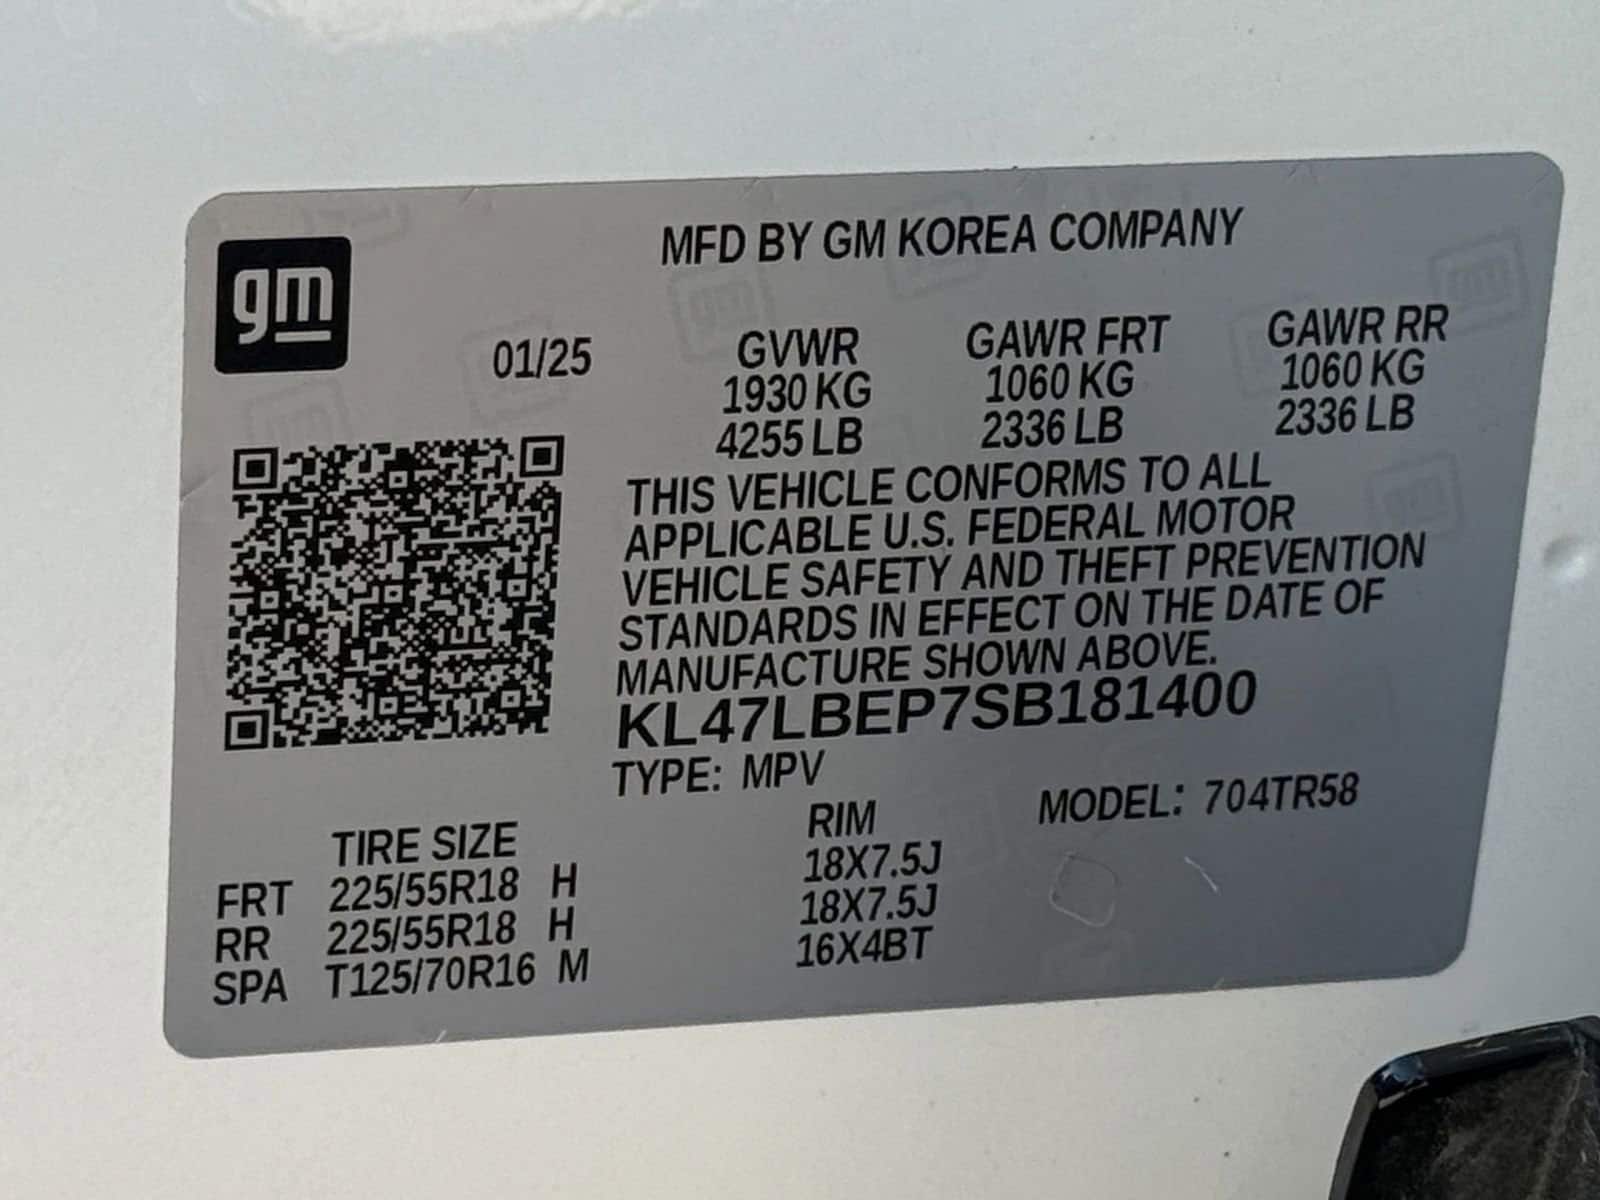 gm
MFD BY GM KOREA COMPANY
01/25 GVWR GAWR FRT GAWR RR
1930 KG 1060 KG 1060 KG
4255 LB 2336 LB 2336 LB
THIS VEHICLE CONFORMS TO ALL
APPLICABLE U.S. FEDERAL MOTOR
VEHICLE SAFETY AND THEFT PREVENTION
STANDARDS IN EFFECT ON THE DATE OF
MANUFACTURE SHOWN ABOVE.
KL47LBEP7SB181400
TYPE: MPV
MODEL: 704TR58
TIRE SIZE RIM
FRT 225/55R18 H 18X7.5J
RR 225/55R18 H 18X7.5J
SPA T125/70R16 M 16X4BT